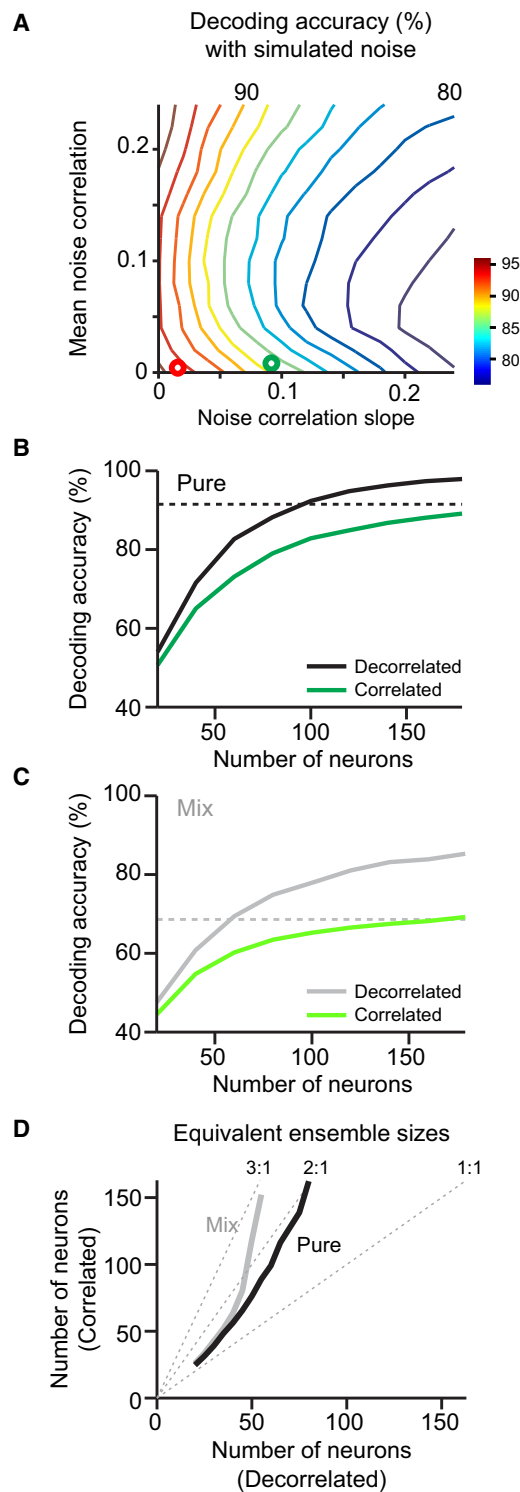 A
Decoding accuracy (%)
with simulated noise
90
80
0.2
0.1
0
Mean noise correlation
0
0.1
0.2
Noise correlation slope
95
90
85
80
B
100
80
60
40
Decoding accuracy (%)
Pure
Decorrelated
Correlated
50
100
150
Number of neurons
C
100
80
60
40
Decoding accuracy (%)
Mix
Decorrelated
Correlated
50
100
150
Number of neurons
D
Equivalent ensemble sizes
3:1
2:1
1:1
150
100
50
0
Number of neurons
(Correlated)
Mix
Pure
0
50
100
150
Number of neurons
(Decorrelated)